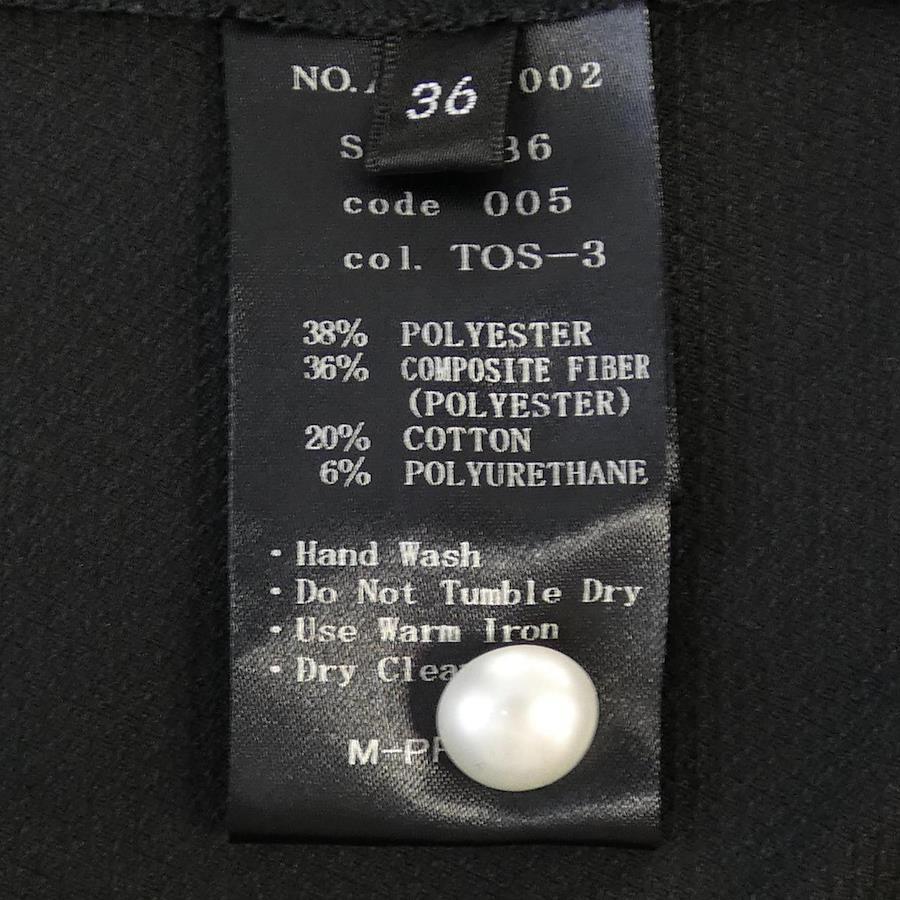 NO. 002
36
36
code 005
col. TOS-3
38% POLYESTER
36% COMPOSITE FIBER
(POLYESTER)
20% COTTON
6% POLYURETHANE
・Hand Wash
・Do Not Tumble Dry
・Use Warm Iron
・Dry